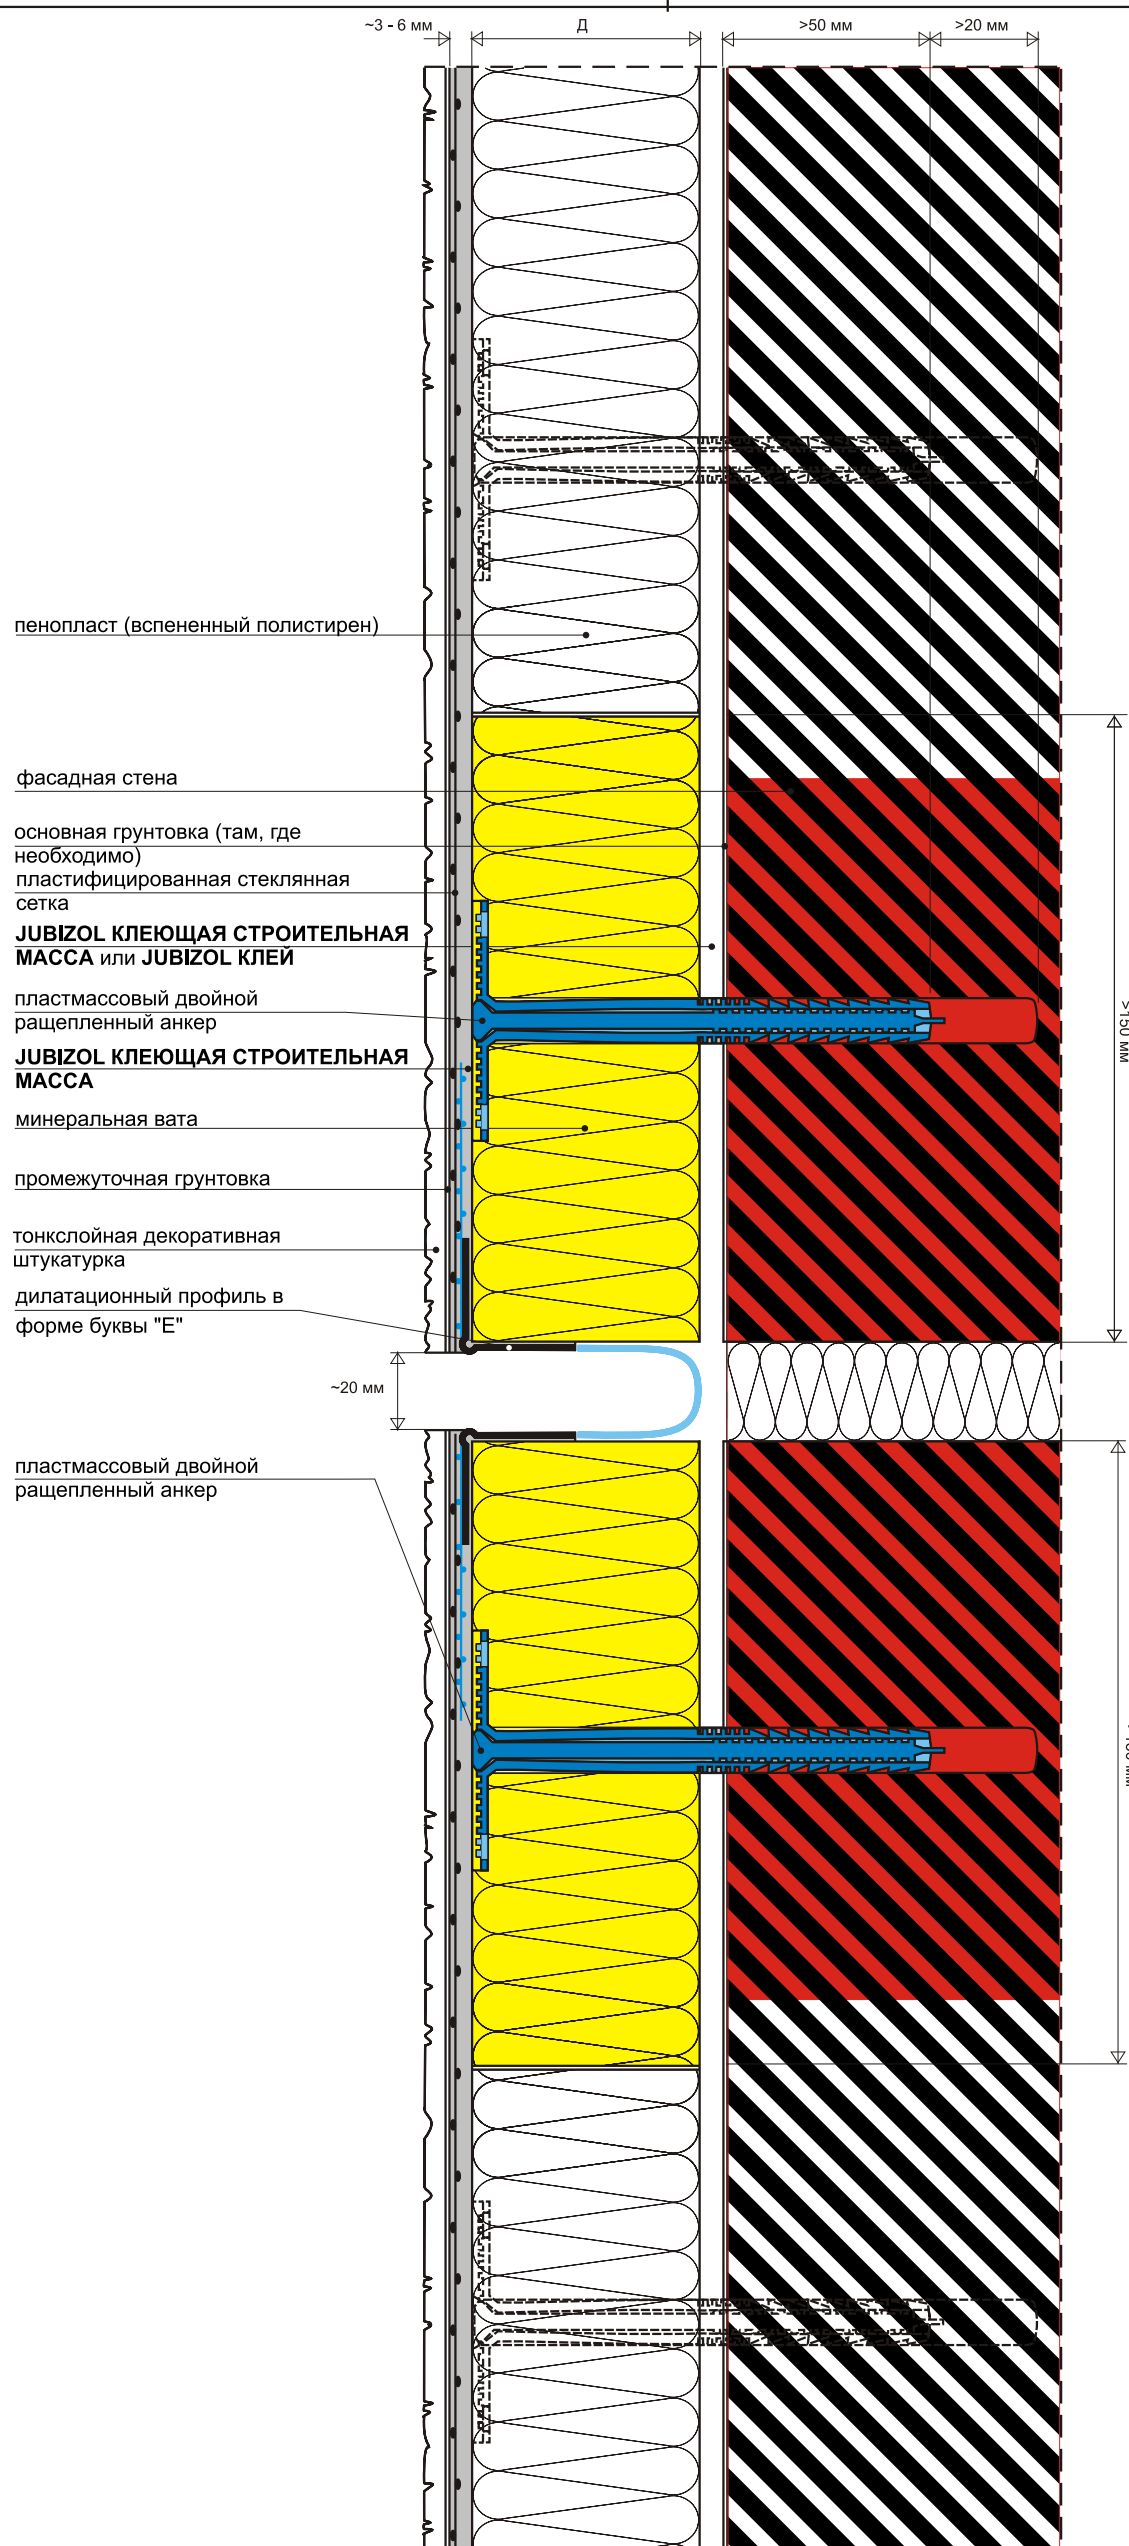 ~3 - 6 мм
Д
>50 мм
>20 мм
пенопласт (вспененный полистирен)
фасадная стена
основная грунтовка (там, где
необходимо)
пластифицированная стеклянная
сетка
JUBIZOL КЛЕЮЩАЯ СТРОИТЕЛЬНАЯ
МАССА или JUBIZOL КЛЕЙ
пластмассовый двойной
ращепленный анкер
>150 мм
JUBIZOL КЛЕЮЩАЯ СТРОИТЕЛЬНАЯ
МАССА
минеральная вата
промежуточная грунтовка
тонкслойная декоративная
штукатурка
дилатационный профиль в
форме буквы "Е"
~20 мм
пластмассовый двойной
ращепленный анкер